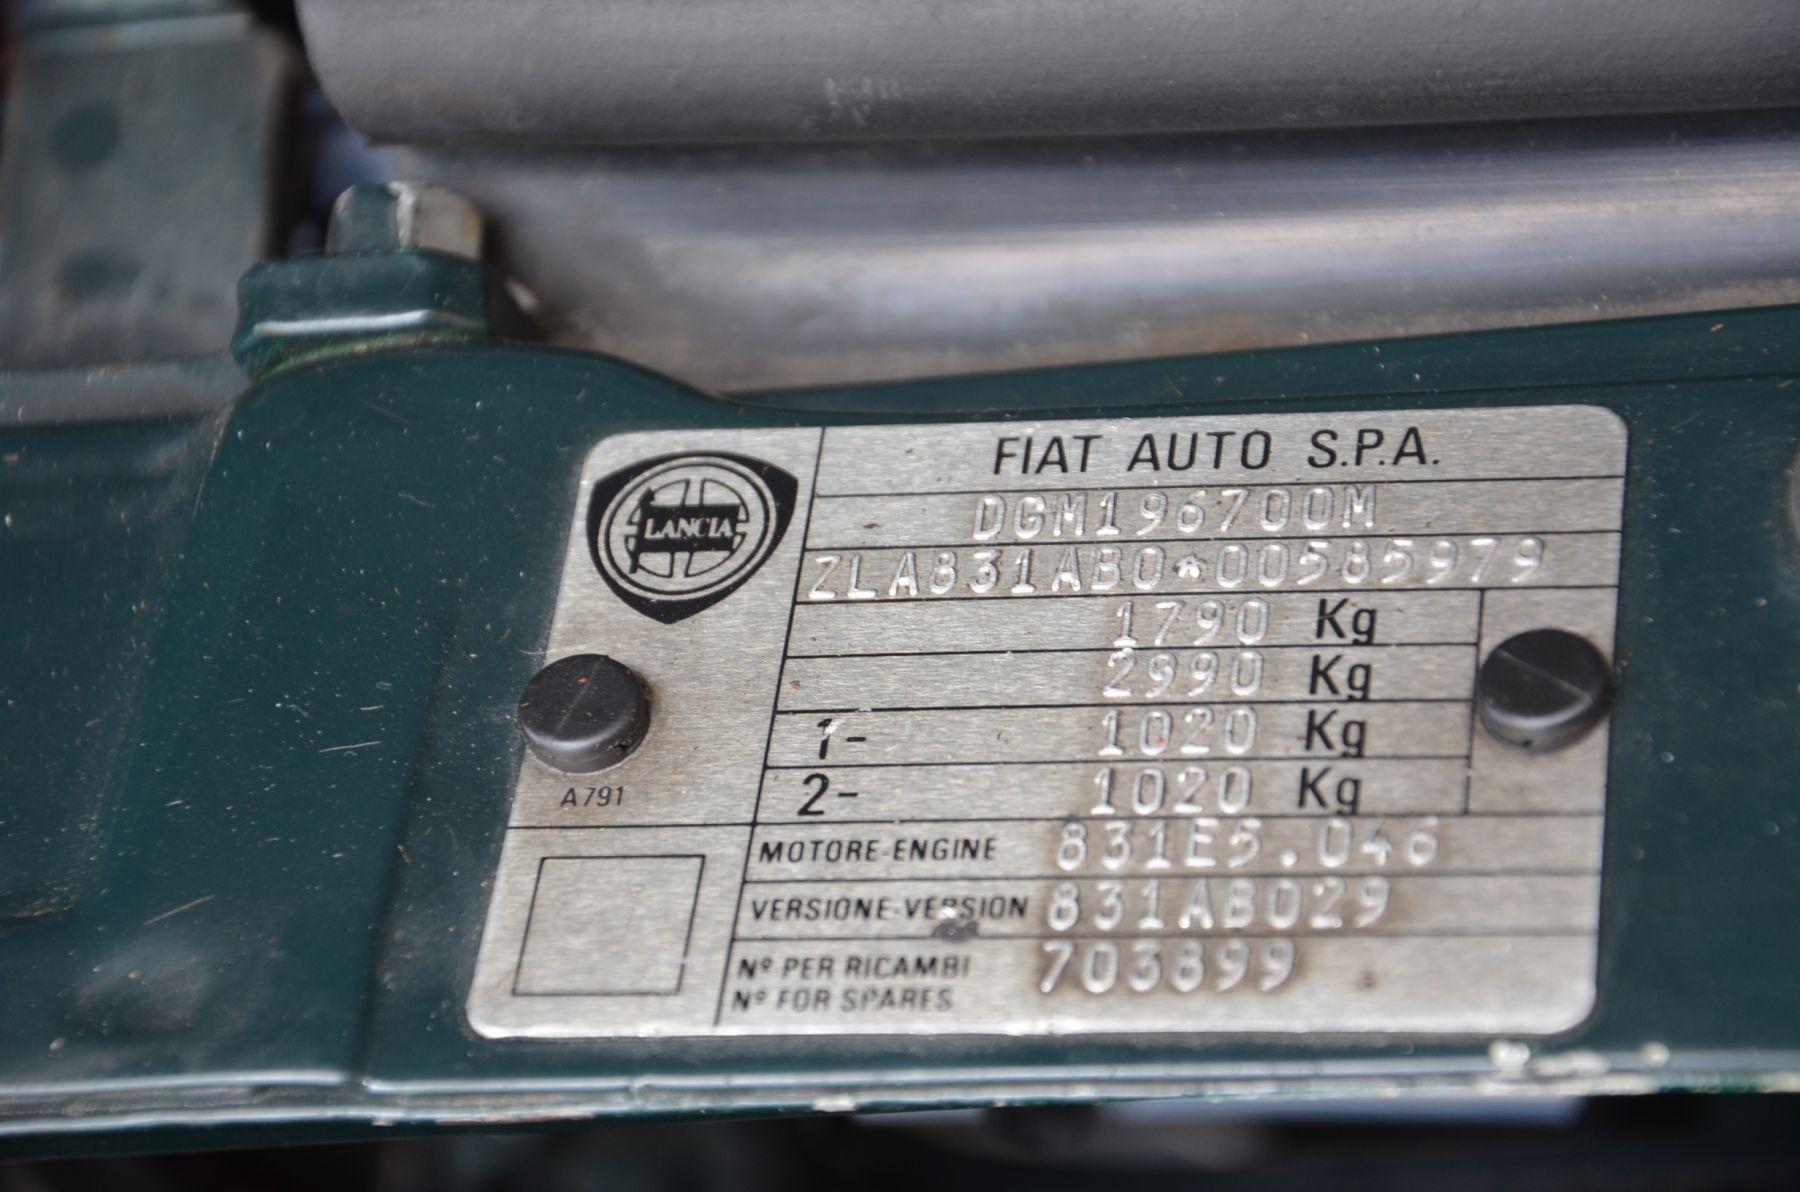 FIAT AUTO S.P.A.
LANCIA
DGM196700M
ZLA831AB0*00585979
1790 Kg
2990 Kg
1- 1020 Kg
2- 1020 Kg
A791
MOTORE-ENGINE 831E5.046
VERSIONE-VERSION 831AB029
Nº PER RICAMBI 703899
Nº FOR SPARES